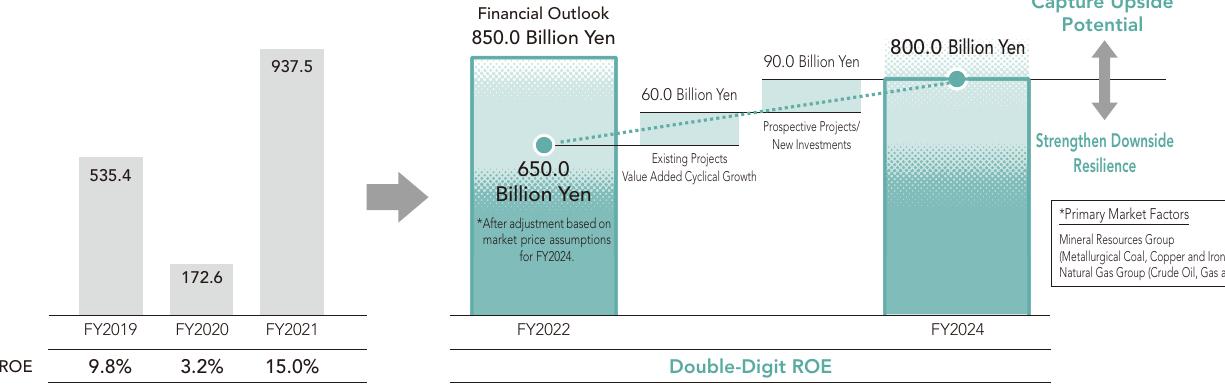 535.4
172.6
937.5
FY2019 FY2020 FY2021
ROE 9.8% 3.2% 15.0%
Financial Outlook
850.0 Billion Yen
650.0
Billion Yen
*After adjustment based on
market price assumptions
for FY2024.
60.0 Billion Yen
Existing Projects
Value Added Cyclical Growth
90.0 Billion Yen
Prospective Projects/
New Investments
800.0 Billion Yen
FY2022 FY2024
Double-Digit ROE
Capture Upside
Potential
Strengthen Downside
Resilience
*Primary Market Factors
Mineral Resources Group
(Metallurgical Coal, Copper and Iron
Natural Gas Group (Crude Oil, Gas a